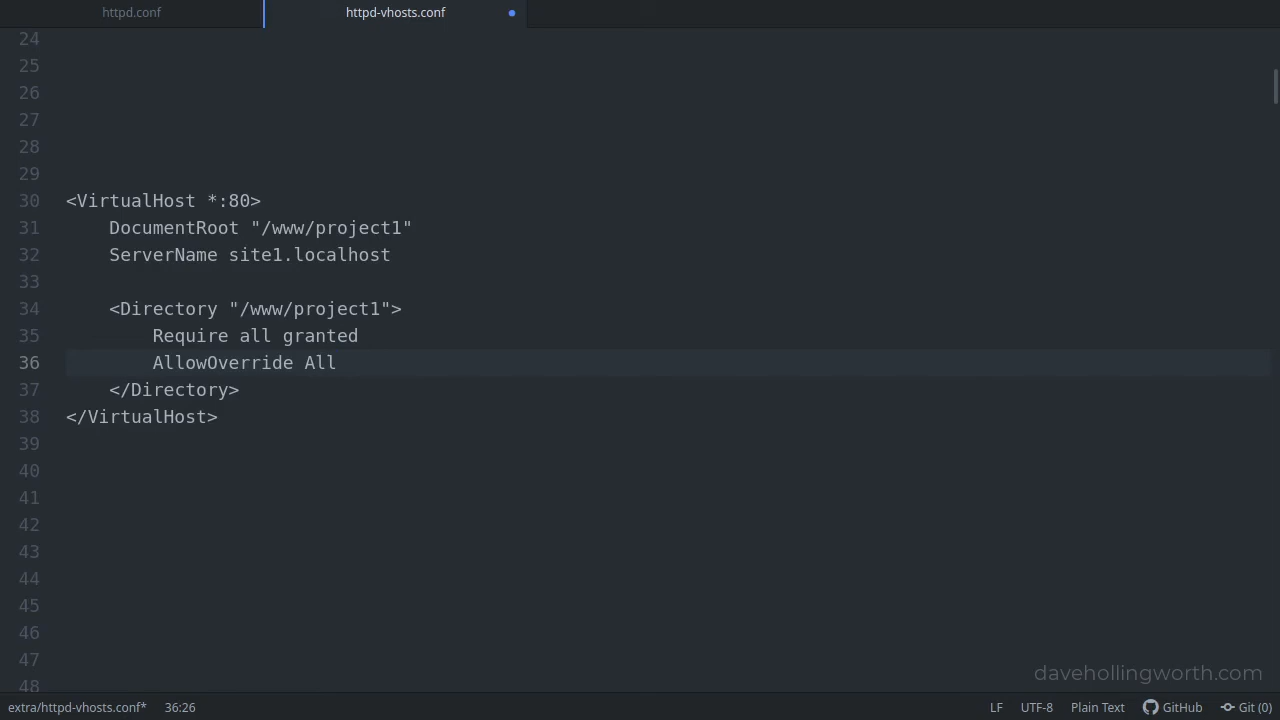 httpd.conf
httpd-vhosts.conf
24
25
26
27
28
29
30 <VirtualHost *:80>
31     DocumentRoot "/www/project1"
32     ServerName site1.localhost
33
34     <Directory "/www/project1">
35         Require all granted
36         AllowOverride All
37     </Directory>
38 </VirtualHost>
39
40
41
42
43
44
45
46
47
48
davehollingworth.com
extra/httpd-vhosts.conf* 36:26 LF UTF-8 Plain Text GitHub Git (0)